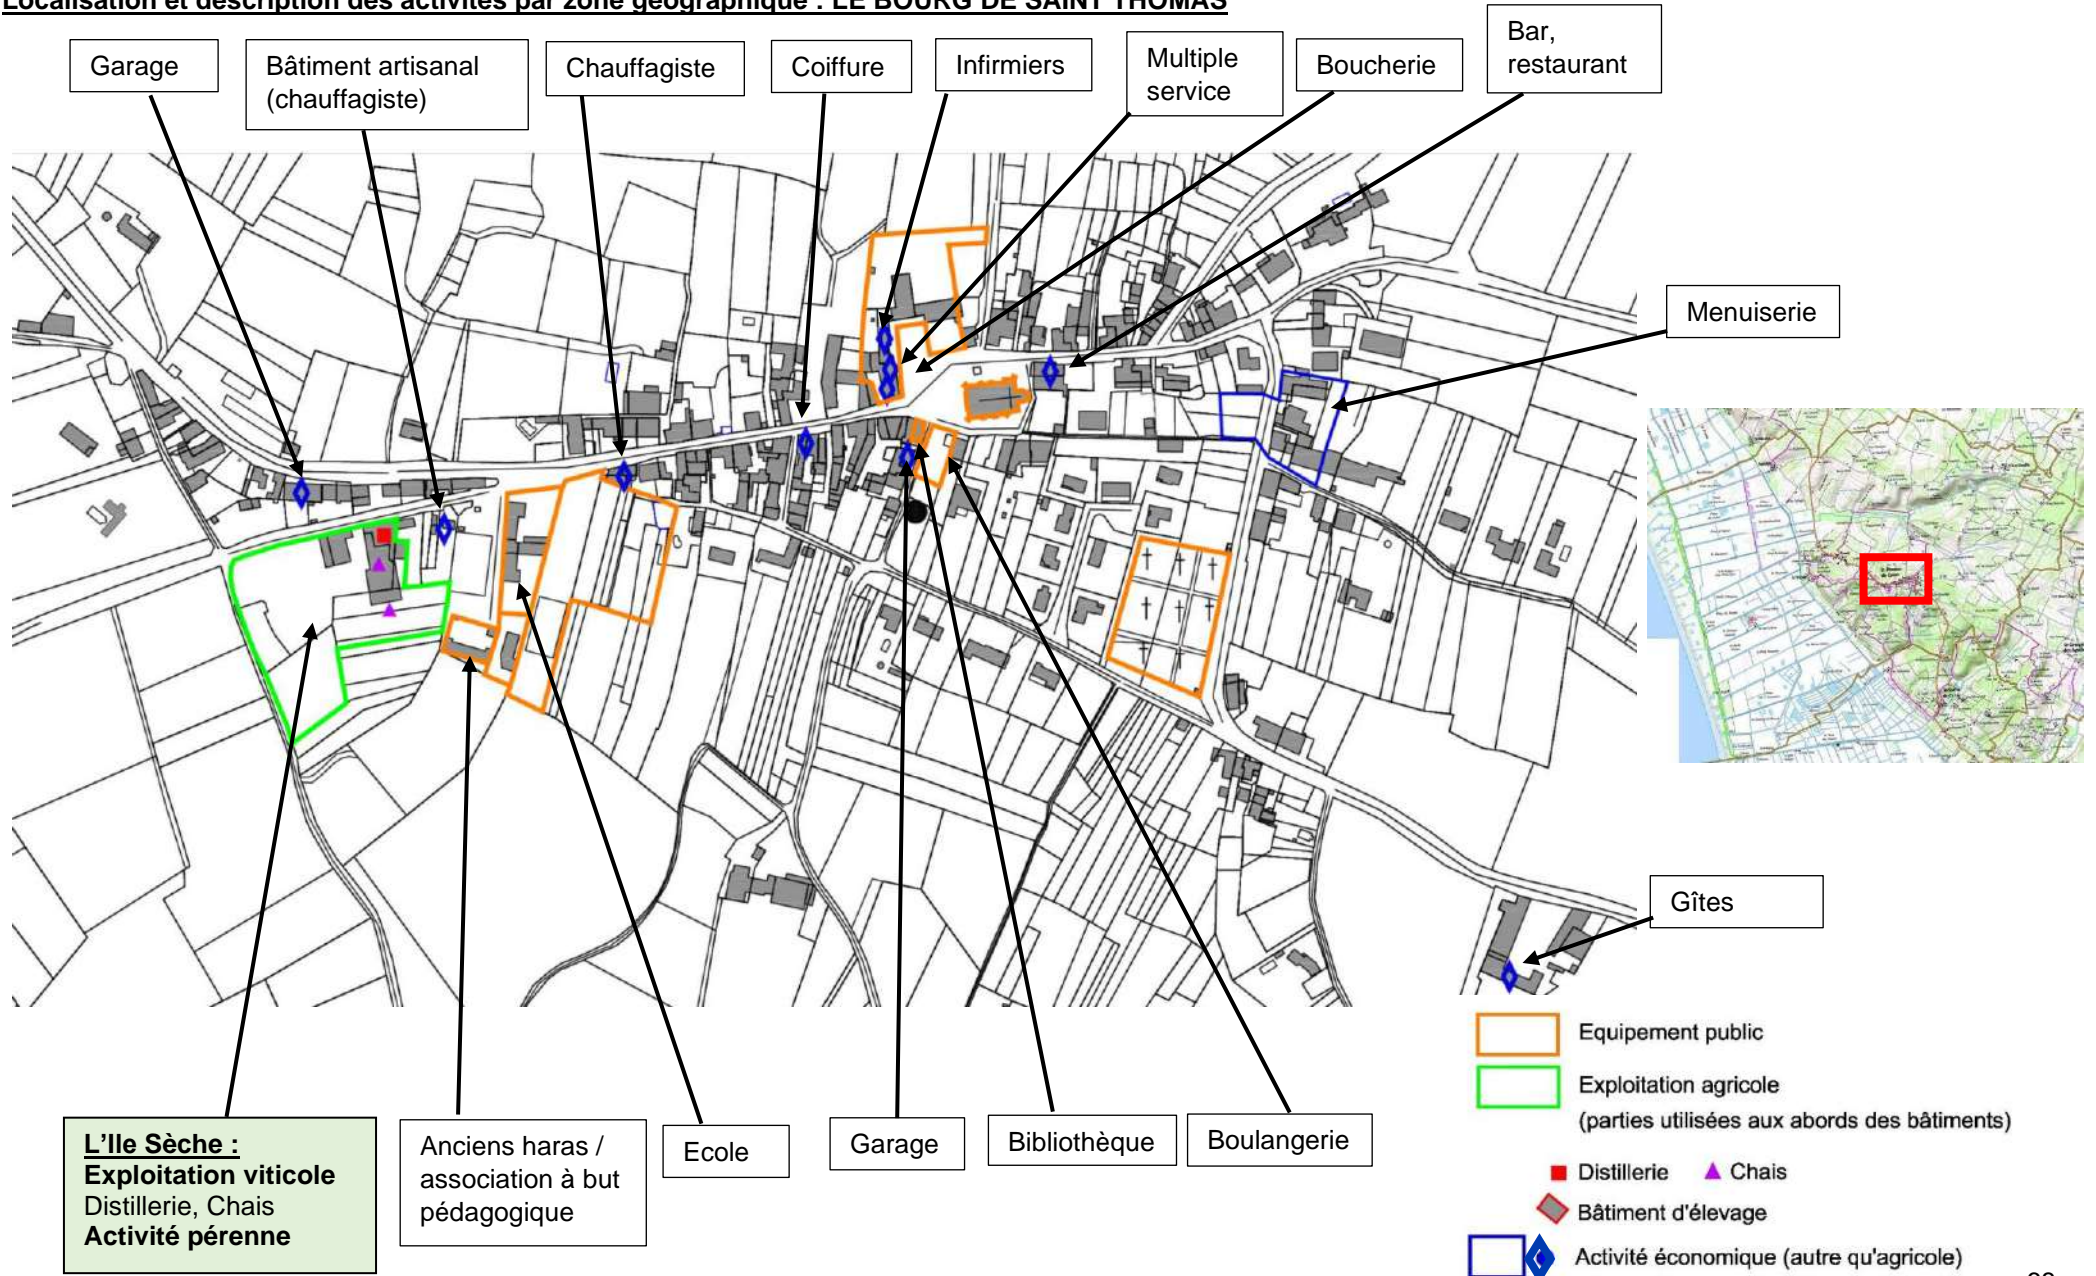 Localisation et description des activités par zone géographique : LE BOURG DE SAINT THOMAS
Garage
Bâtiment artisanal
(chauffagiste)
Chauffagiste
Coiffure
Infirmiers
Multiple
service
Boucherie
Bar,
restaurant
Menuiserie
Gîtes
L'Ile Sèche :
Exploitation viticole
Distillerie, Chais
Activité pérenne
Anciens haras /
association à but
pédagogique
Ecole
Garage
Bibliothèque
Boulangerie
Equipement public
Exploitation agricole
(parties utilisées aux abords des bâtiments)
Distillerie
Chais
Bâtiment d'élevage
Activité économique (autre qu'agricole)